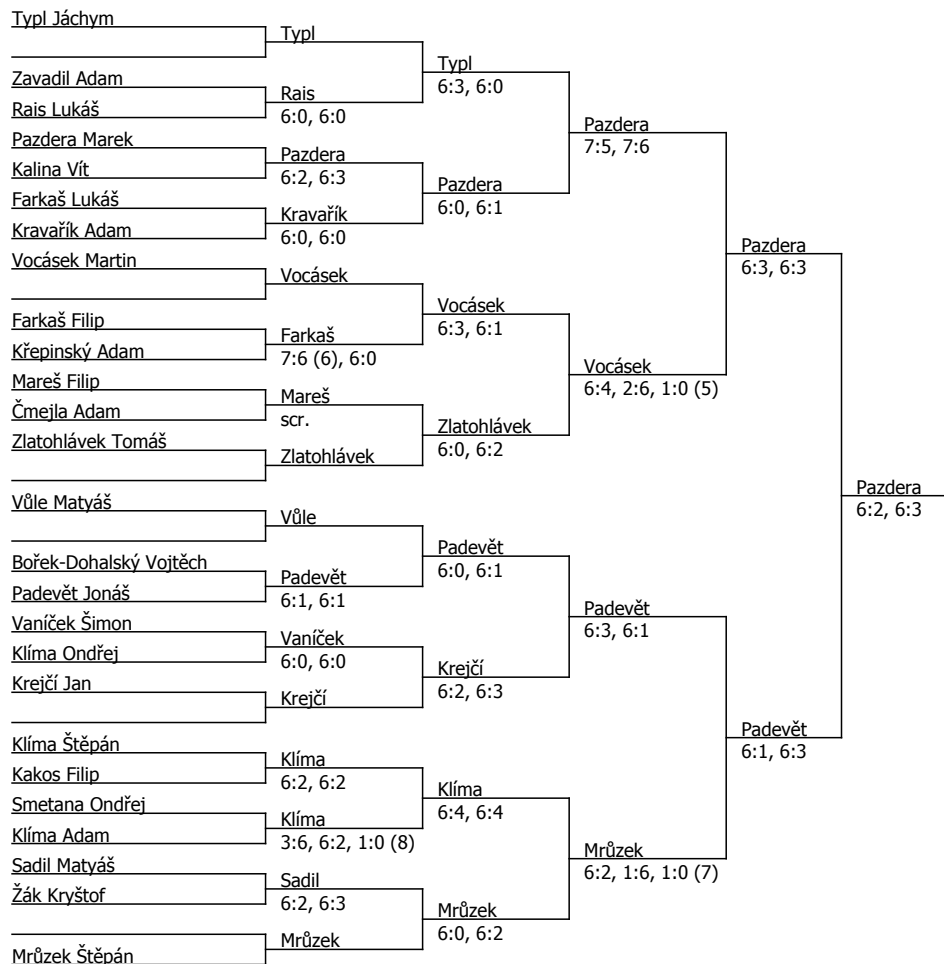 Typl Jáchym
Zavadil Adam
Rais Lukáš
Pazdera Marek
Kalina Vít
Farkaš Lukáš
Kravařík Adam
Vocásek Martin
Farkaš Filip
Křepinský Adam
Mareš Filip
Čmejla Adam
Zlatohlávek Tomáš
Vůle Matyáš
Bořek-Dohalský Vojtěch
Padevět Jonáš
Vaníček Šimon
Klíma Ondřej
Krejčí Jan
Klíma Štěpán
Kakos Filip
Smetana Ondřej
Klíma Adam
Sadil Matyáš
Žák Kryštof
Mrůzek Štěpán
Typl
Rais
6:0, 6:0
Pazdera
6:2, 6:3
Kravařík
6:0, 6:0
Vocásek
Farkaš
7:6 (6), 6:0
Mareš
scr.
Zlatohlávek
Vůle
Padevět
6:1, 6:1
Vaníček
6:0, 6:0
Krejčí
Klíma
6:2, 6:2
Klíma
3:6, 6:2, 1:0 (8)
Sadil
6:2, 6:3
Mrůzek
Typl
6:3, 6:0
Pazdera
6:0, 6:1
Vocásek
6:3, 6:1
Zlatohlávek
6:0, 6:2
Padevět
6:0, 6:1
Krejčí
6:2, 6:3
Klíma
6:4, 6:4
Mrůzek
6:0, 6:2
Pazdera
7:5, 7:6
Vocásek
6:4, 2:6, 1:0 (5)
Padevět
6:3, 6:1
Mrůzek
6:2, 1:6, 1:0 (7)
Pazdera
6:3, 6:3
Padevět
6:1, 6:3
Pazdera
6:2, 6:3